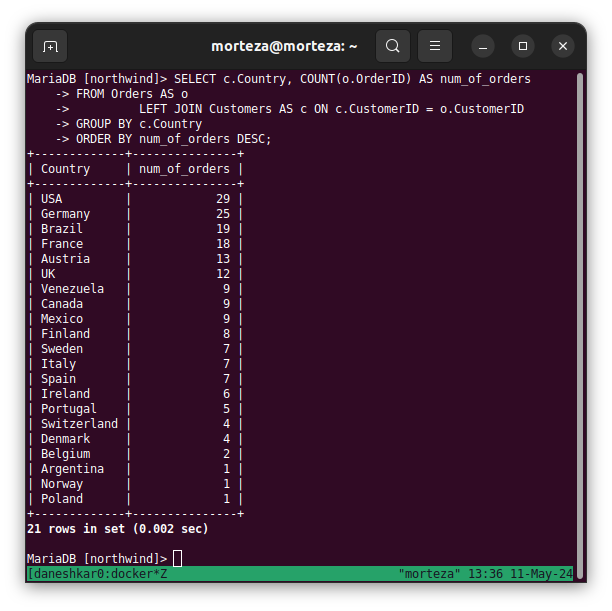 morteza@morteza: ~
MariaDB [northwind]> SELECT c.Country, COUNT(o.OrderID) AS num_of_orders
    -> FROM Orders AS o
    ->          LEFT JOIN Customers AS c ON c.CustomerID = o.CustomerID
    -> GROUP BY c.Country
    -> ORDER BY num_of_orders DESC;
+-------------+---------------+
| Country     | num_of_orders |
+-------------+---------------+
| USA         |            29 |
| Germany     |            25 |
| Brazil      |            19 |
| France      |            18 |
| Austria     |            13 |
| UK          |            12 |
| Venezuela   |             9 |
| Canada      |             9 |
| Mexico      |             9 |
| Finland     |             8 |
| Sweden      |             7 |
| Italy       |             7 |
| Spain       |             7 |
| Ireland     |             6 |
| Portugal    |             5 |
| Switzerland |             4 |
| Denmark     |             4 |
| Belgium     |             2 |
| Argentina   |             1 |
| Norway      |             1 |
| Poland      |             1 |
+-------------+---------------+
21 rows in set (0.002 sec)
MariaDB [northwind]>
[daneshkar0:docker*Z                                 "morteza" 13:36 11-May-24